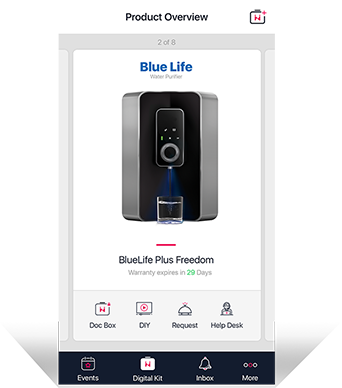 Product Overview
2 of 8
Blue Life
Water Purifier
BlueLife Plus Freedom
Warranty expires in 29 Days
Doc Box DIY Request Help Desk
Events Digital Kit Inbox More